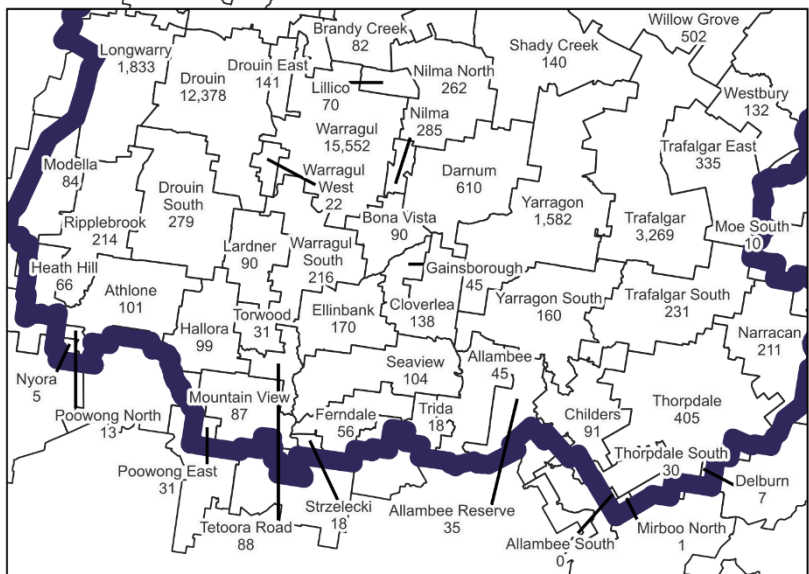 Willow Grove
502
Brandy Creek
82
Longwarry
1,833
Shady Creek
140
Drouin East
141
Drouin
12,378
Nilma North
262
Lillico
70
Westbury
132
Nilma
285
Warragul
15,552
Trafalgar East
335
Modella
84
Warragul
West
22
Darnum
610
Drouin
South
279
Yarragon
1,582
Ripplebrook
214
Bona Vista
90
Trafalgar
3,269
Moe South
10
Lardner
90
Warragul
South
216
Heath Hill
66
Gainsborough
45
Athlone
101
Yarragon South
160
Trafalgar South
231
Cloverlea
138
Torwood
31
Ellinbank
170
Hallora
99
Narracan
211
Seaview
104
Allambee
45
Nyora
5
Mountain View
87
Thorpdale
405
Trida
18
Ferndale
56
Childers
91
Poowong North
13
Thorpdale South
30
Poowong East
31
Delburn
7
Strzelecki
18
Allambee Reserve
35
Tetoora Road
88
Mirboo North
1
Allambee South
0